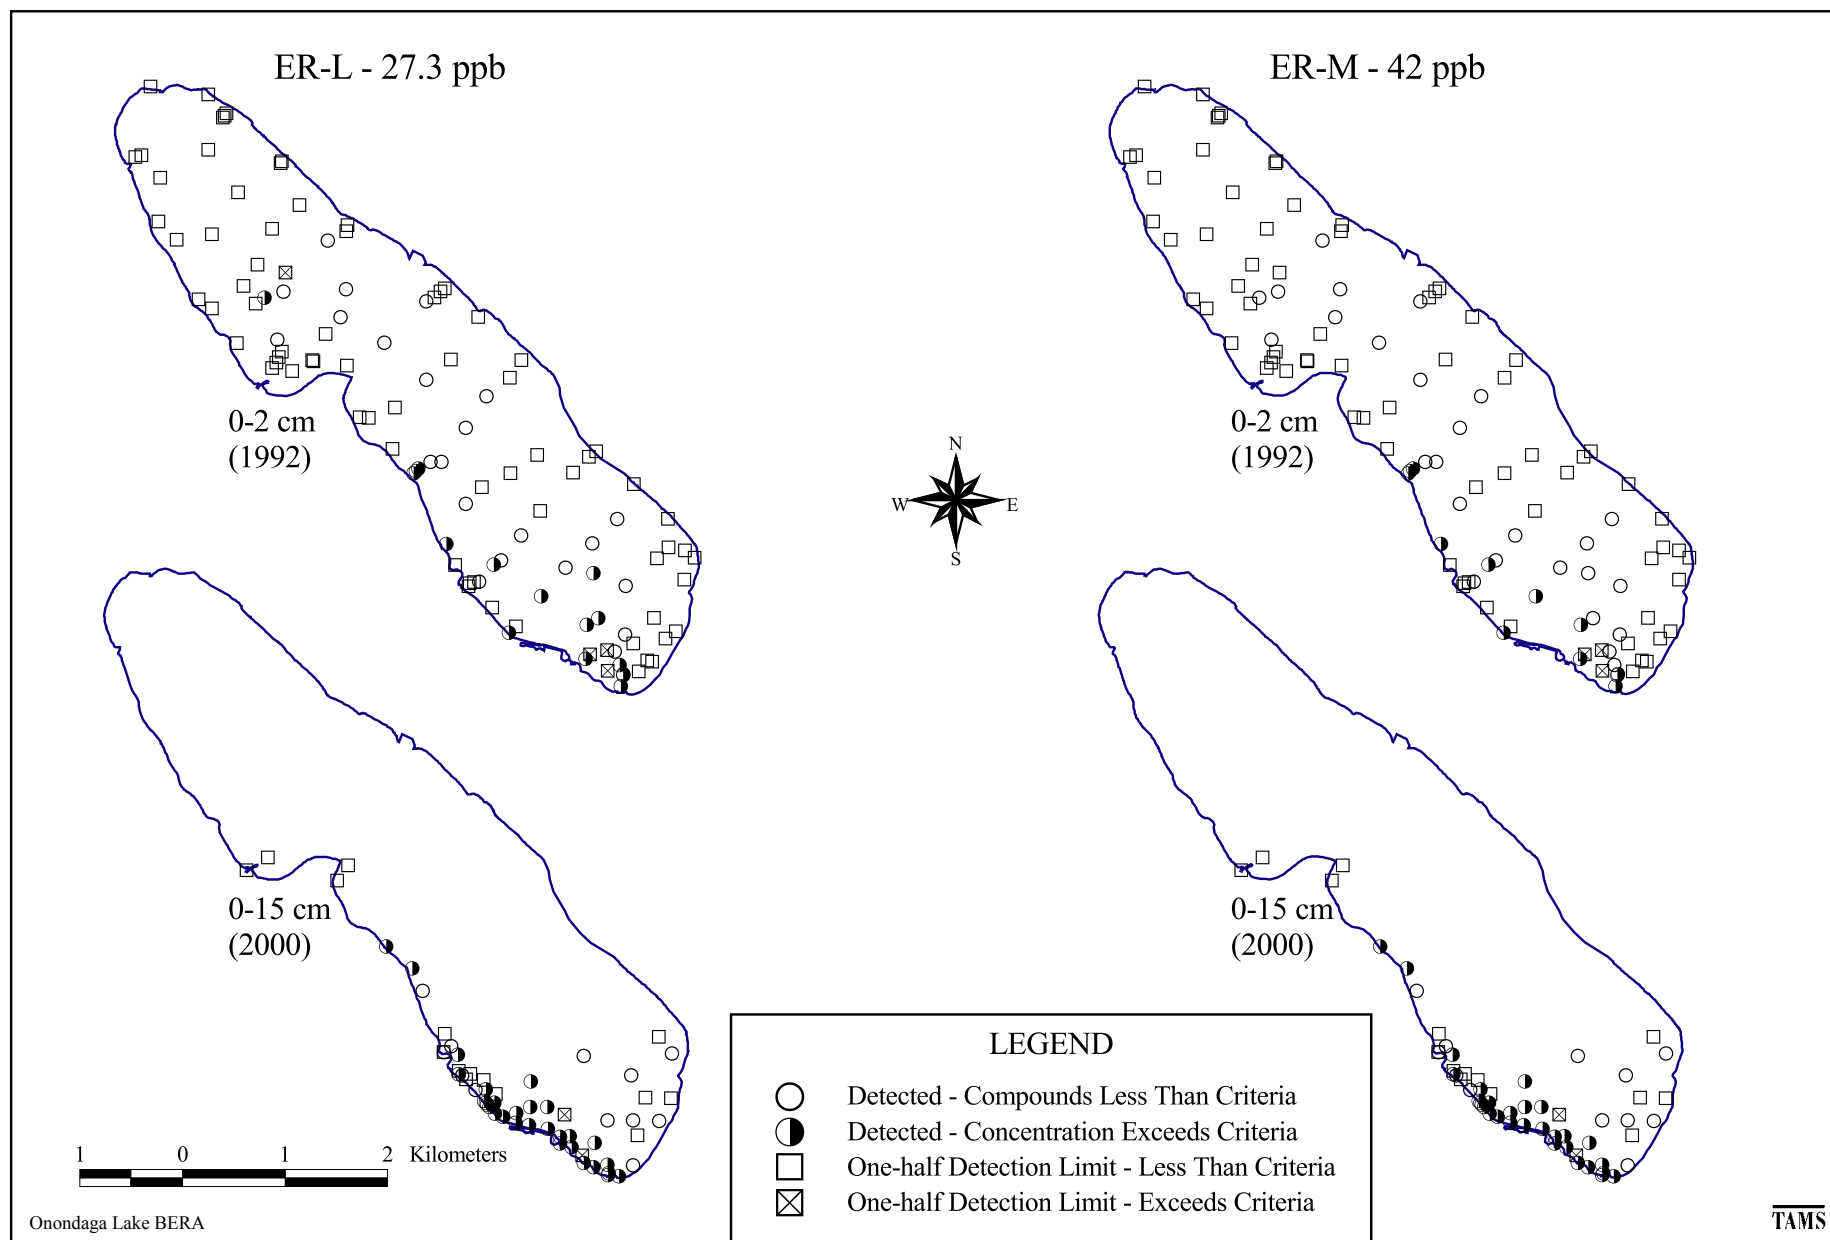 ER-L - 27.3 ppb
ER-M - 42 ppb
0-2 cm
(1992)
0-2 cm
(1992)
N
W
E
S
0-15 cm
(2000)
0-15 cm
(2000)
LEGEND
Detected - Compounds Less Than Criteria
Detected - Concentration Exceeds Criteria
One-half Detection Limit - Less Than Criteria
One-half Detection Limit - Exceeds Criteria
1 0 1 2 Kilometers
Onondaga Lake BERA
TAMS